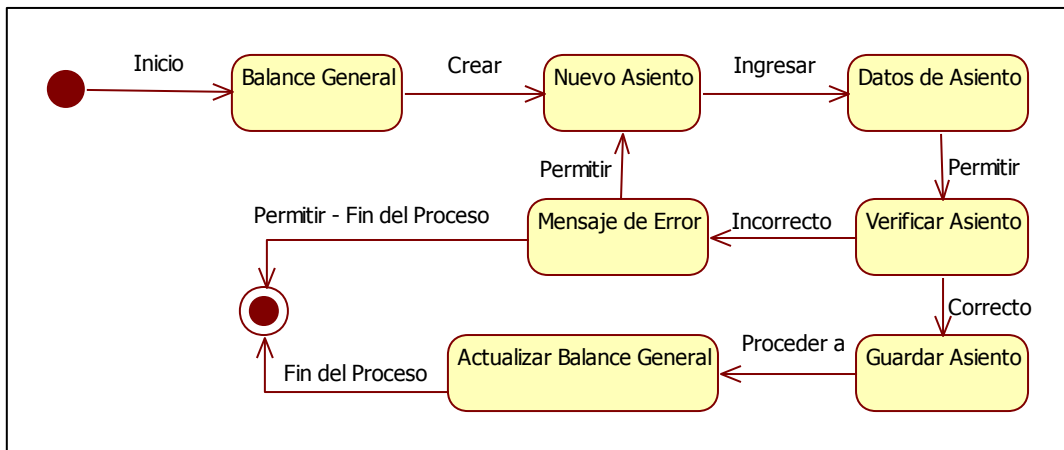 Inicio
Balance General
Crear
Nuevo Asiento
Ingresar
Datos de Asiento
Permitir
Permitir
Permitir - Fin del Proceso
Mensaje de Error
Incorrecto
Verificar Asiento
Correcto
Actualizar Balance General
Proceder a
Guardar Asiento
Fin del Proceso